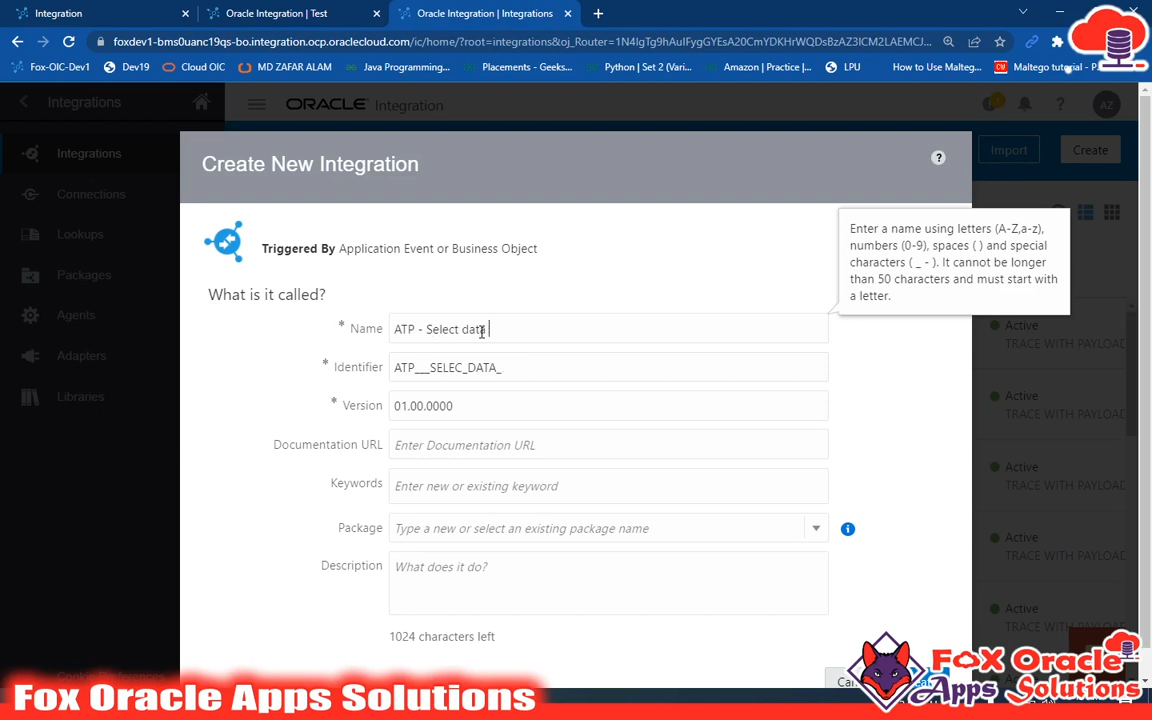 Integration
Oracle Integration | Test
Oracle Integration | Integrations
foxdev1-bms0uanc19qs-bo.integration.ocp.oraclecloud.com/ic/home/?root=integrations&oj_Router=1N4IgTg9hAuIFygGYEsA20CmYDKHrWQDsBzAZ3ICM2LAEMCJ...
Fox-OIC-Dev1
Dev19
Cloud OIC
MD ZAFAR ALAM
Java Programming...
Placements - Geeks...
Python | Set 2 (Vari...
Amazon | Practice |...
LPU
How to Use Malteg...
Maltego tutorial - P
Integrations
ORACLE Integration
AZ
Integrations
Connections
Lookups
Packages
Agents
Adapters
Libraries
Import
Create
Create New Integration
?
Triggered By Application Event or Business Object
Enter a name using letters (A-Z,a-z),
numbers (0-9), spaces ( ) and special
characters ( _ - ). It cannot be longer
than 50 characters and must start with
a letter.
What is it called?
* Name
ATP - Select data
* Identifier
ATP___SELEC_DATA_
* Version
01.00.0000
Documentation URL
Enter Documentation URL
Keywords
Enter new or existing keyword
Package
Type a new or select an existing package name
Description
What does it do?
1024 characters left
Active
TRACE WITH PAYLOAD
Active
TRACE WITH PAYLOAD
Active
TRACE WITH PAYLOAD
Active
TRACE WITH PAYLOAD
Active
TRACE WITH PAYLOAD
Fox Oracle Apps Solutions
Fox Oracle
Apps Solutions